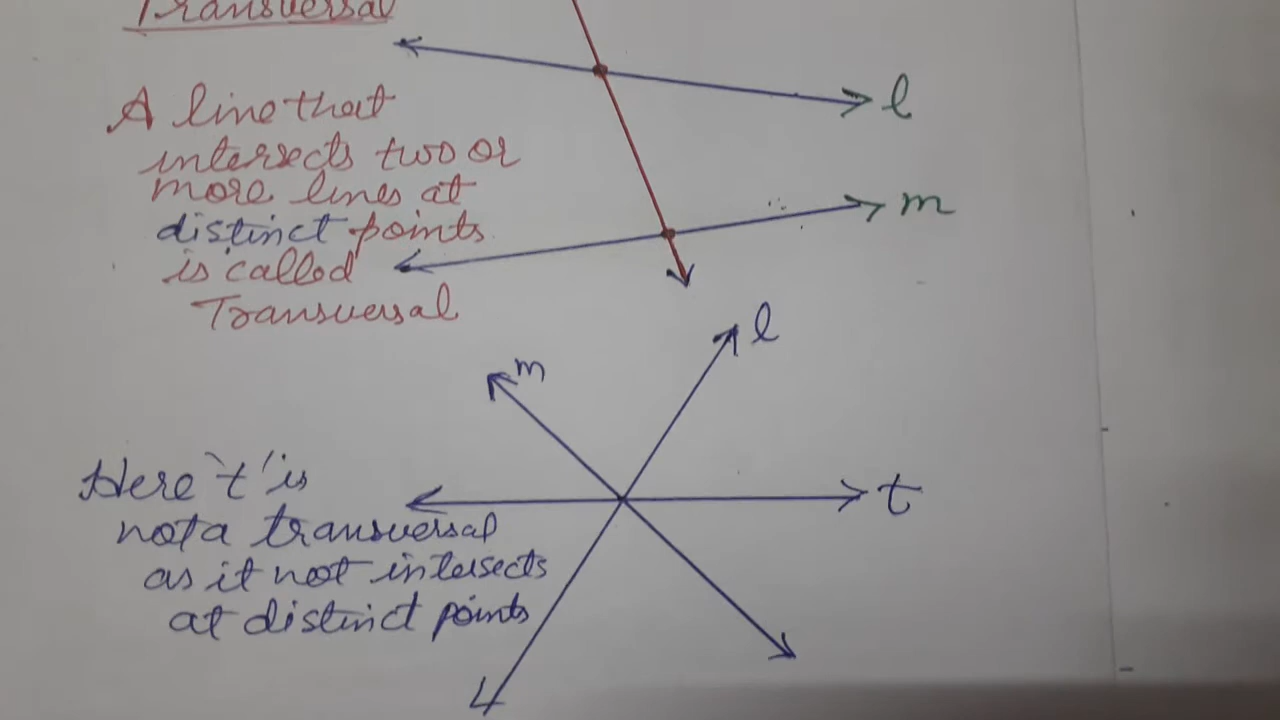 Transversal
A line that
intersects two or
more lines at
distinct points
is called
Transversal
l
m
l
m
t
Here 't' is
not a transversal
as it not intersects
at distinct points